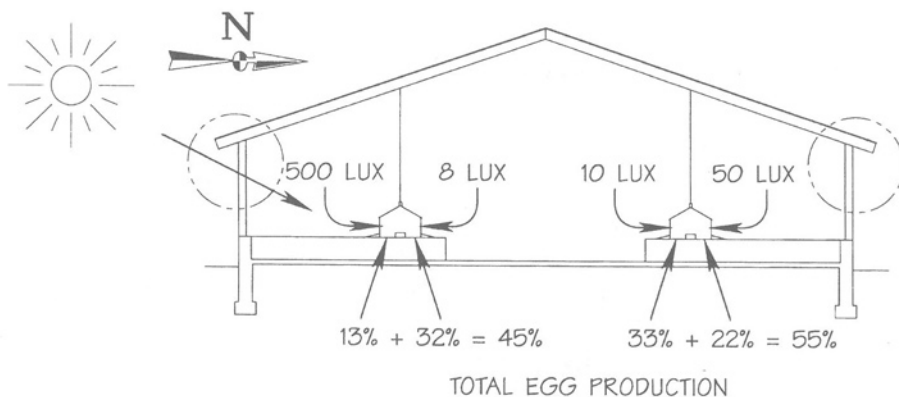 N
500 LUX 8 LUX 10 LUX 50 LUX
13% + 32% = 45% 33% + 22% = 55%
TOTAL EGG PRODUCTION